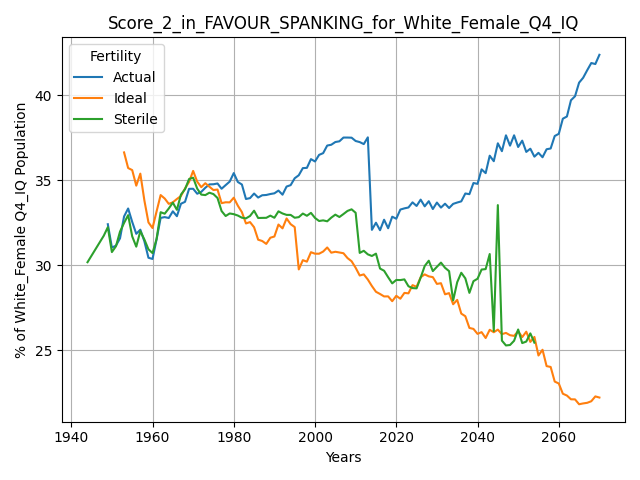 Score_2_in_FAVOUR_SPANKING_for_White_Female_Q4_IQ
Fertility
Actual
Ideal
Sterile
% of White_Female Q4_IQ Population
40
35
30
25
1940 1960 1980 2000 2020 2040 2060
Years